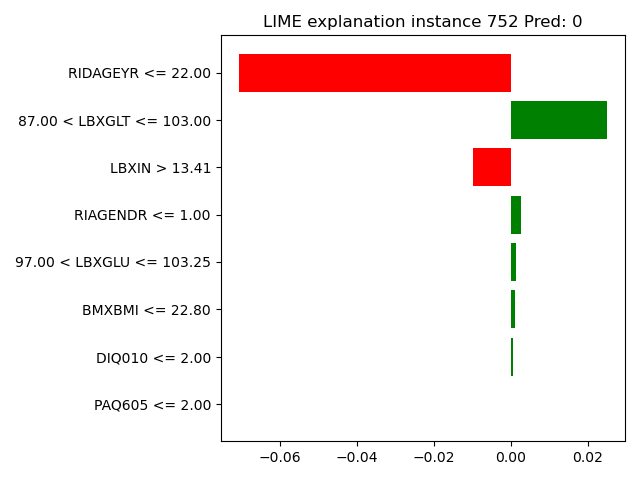 LIME explanation instance 752 Pred: 0
RIDAGEYR <= 22.00
87.00 < LBXGLT <= 103.00
LBXIN > 13.41
RIAGENDR <= 1.00
97.00 < LBXGLU <= 103.25
BMXBMI <= 22.80
DIQ010 <= 2.00
PAQ605 <= 2.00
−0.06 −0.04 −0.02 0.00 0.02